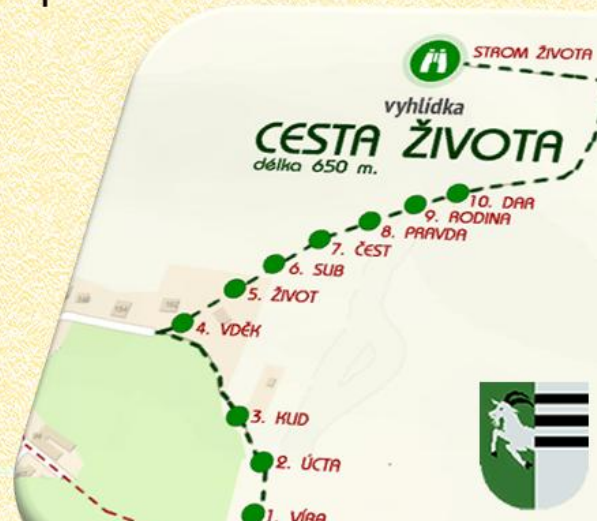 STROM ŽIVOTA
vyhlídka
CESTA ŽIVOTA
délka 650 m.
10. DAR
9. RODINA
8. PRAVDA
7. ČEST
6. SUB
5. ŽIVOT
4. VDĚK
3. KUD
2. ÚCTA
1. VÍRA